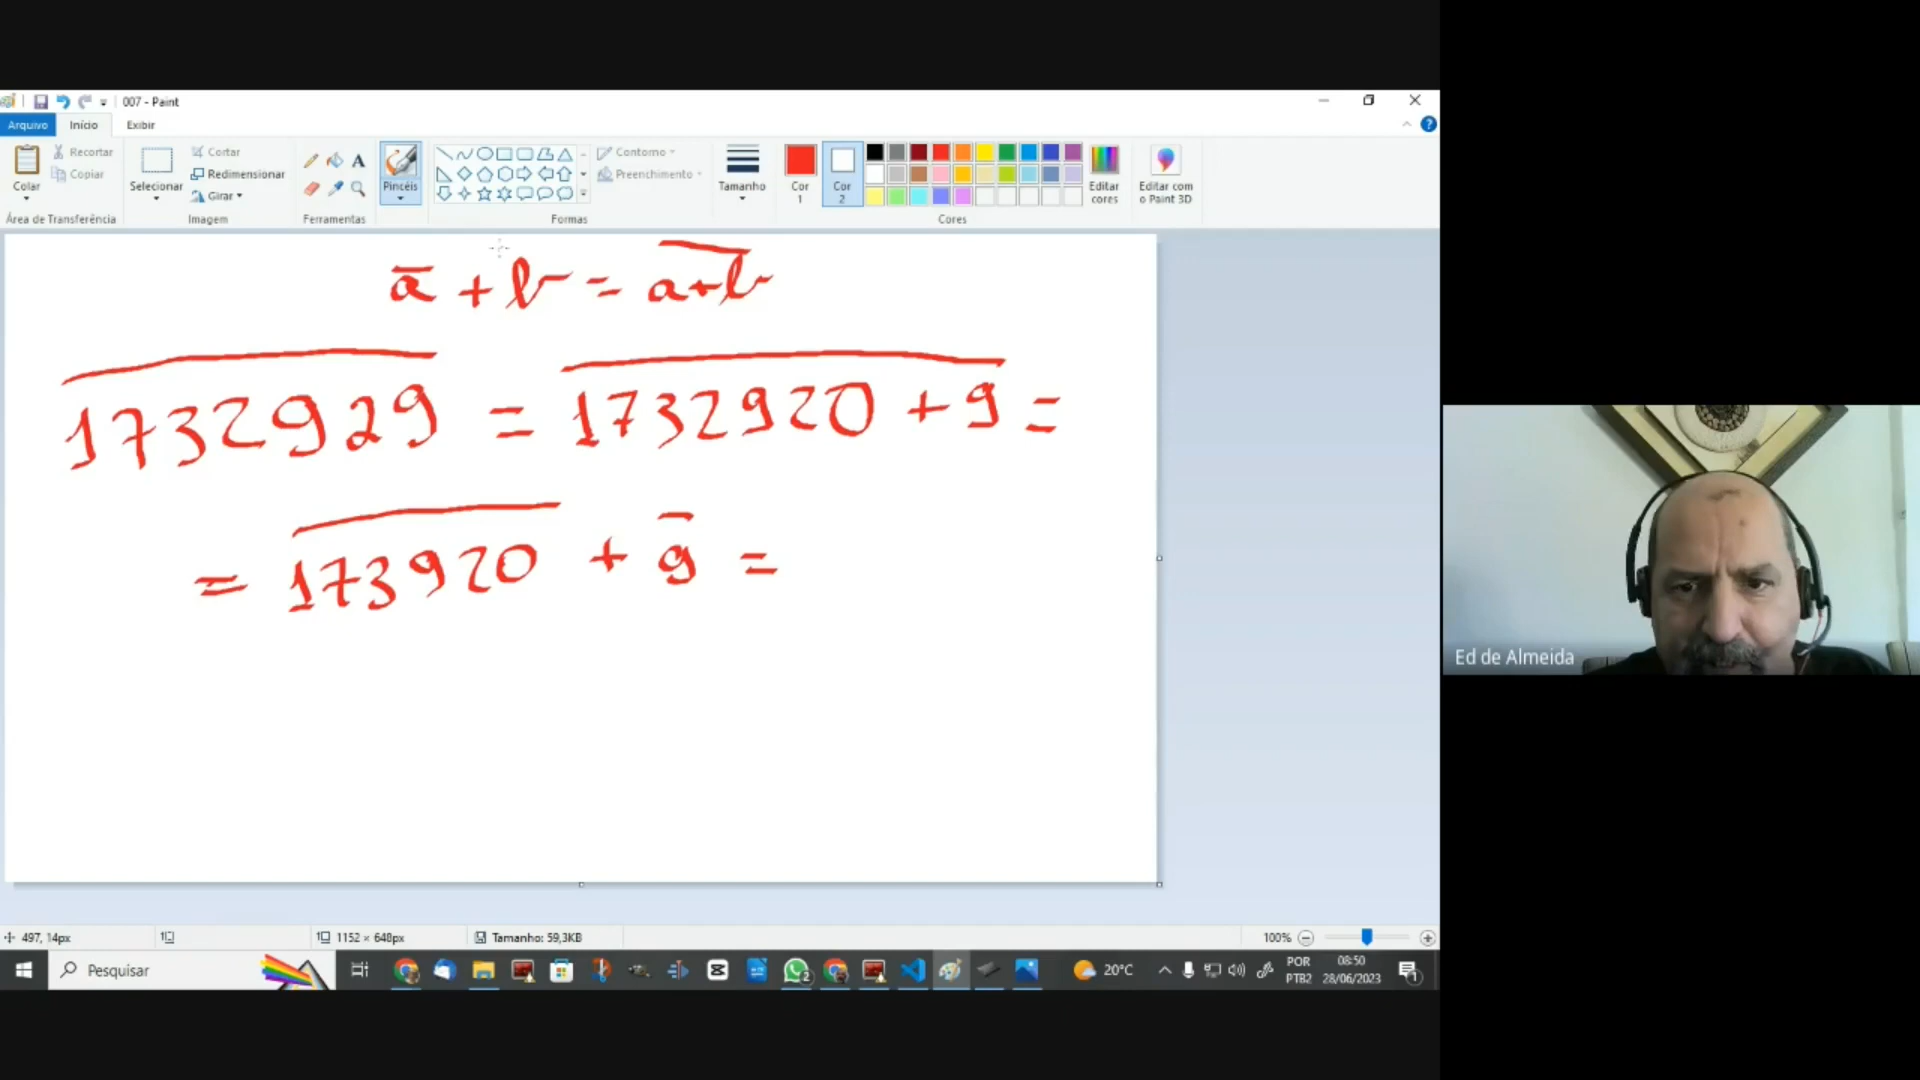 007 - Paint
Arquivo Início Exibir
Colar
Recortar
Copiar
Área de Transferência
Selecionar
Cortar
Redimensionar
Girar
Imagem
A
Ferramentas
Pincéis
Contorno
Preenchimento
Formas
Tamanho
Cor 1
Cor 2
Cores
Editar cores
Editar com o Paint 3D
a̅ + b = a+b
1732929 = 1732920 + 9 =
= 173920 + 9 =
Ed de Almeida
497, 14px
1152 × 648px
Tamanho: 59,3KB
100%
Pesquisar
2
20°C
POR
PTB2
08:50
28/06/2023
1